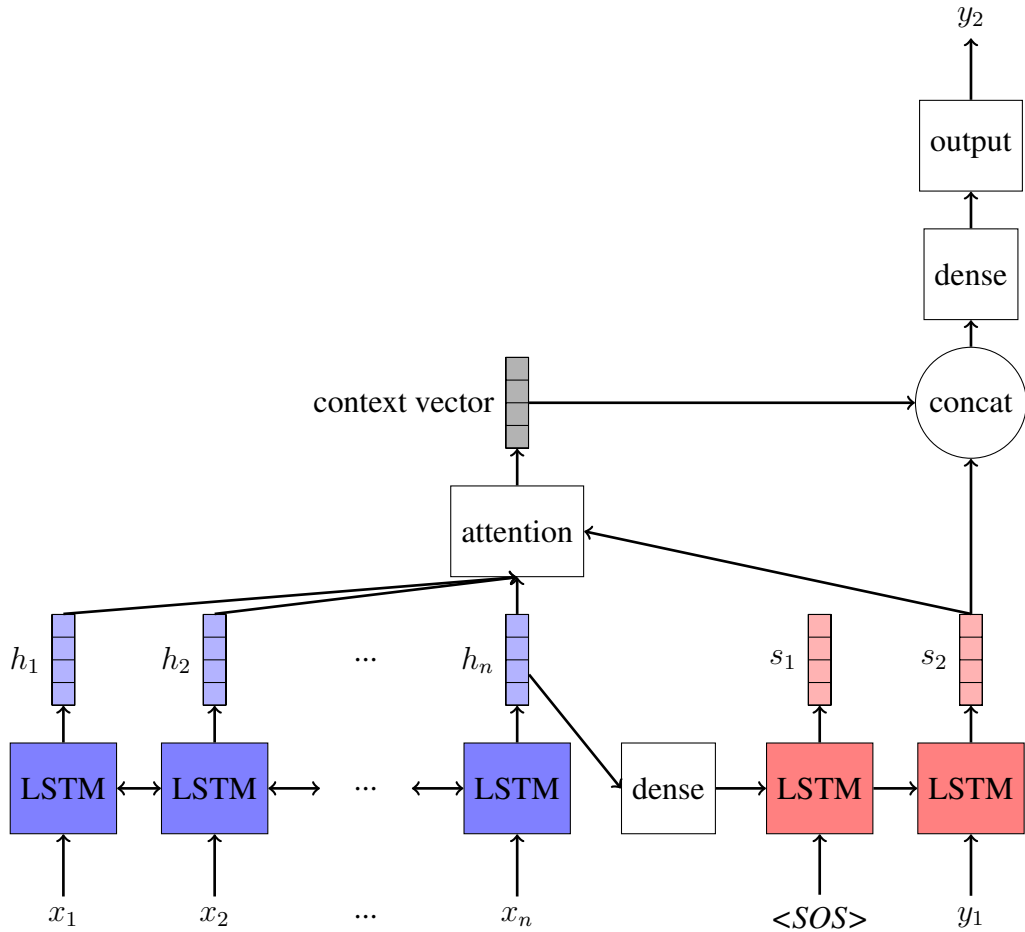 y₂
output
dense
context vector
concat
attention
h₁ h₂ ... hₙ s₁ s₂
LSTM LSTM ... LSTM dense LSTM LSTM
x₁ x₂ ... xₙ <SOS> y₁